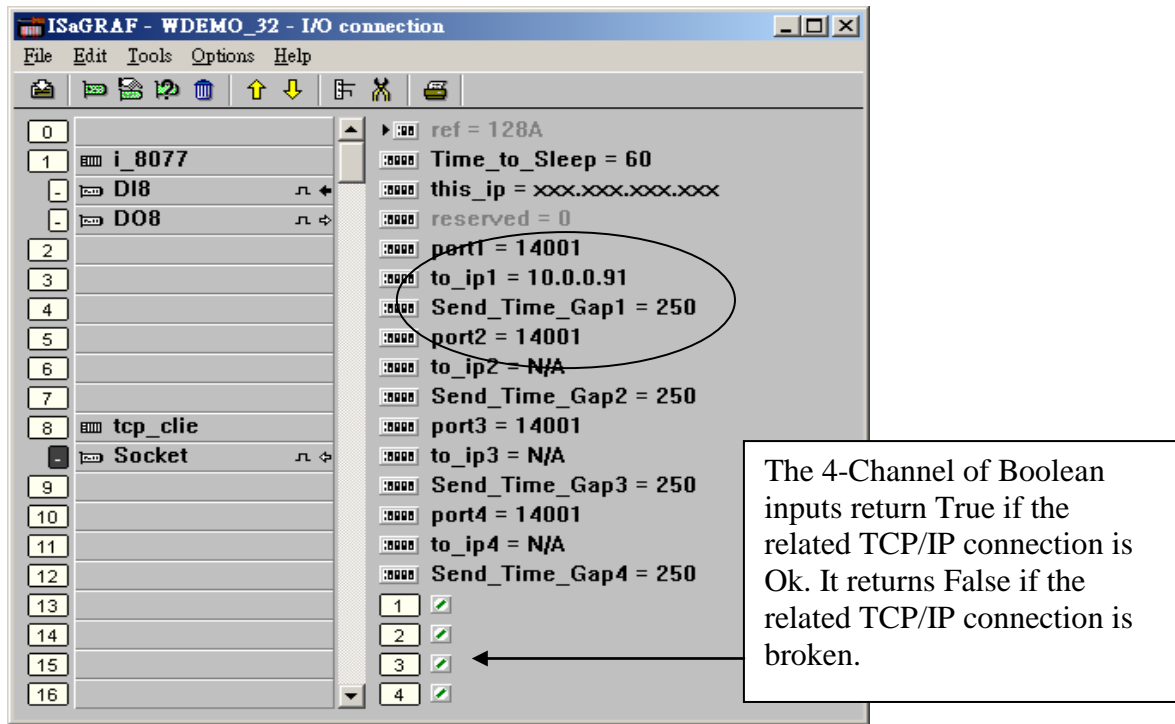 ISaGRAF - WDEMO_32 - I/O connection
File Edit Tools Options Help
0
1 i_8077
- DI8
- DO8
2
3
4
5
6
7
8 tcp_clie
- Socket
9
10
11
12
13
14
15
16
ref = 128A
Time_to_Sleep = 60
this_ip = xxx.xxx.xxx.xxx
reserved = 0
port1 = 14001
to_ip1 = 10.0.0.91
Send_Time_Gap1 = 250
port2 = 14001
to_ip2 = N/A
Send_Time_Gap2 = 250
port3 = 14001
to_ip3 = N/A
Send_Time_Gap3 = 250
port4 = 14001
to_ip4 = N/A
Send_Time_Gap4 = 250
1
2
3
4
The 4-Channel of Boolean
inputs return True if the
related TCP/IP connection is
Ok. It returns False if the
related TCP/IP connection is
broken.